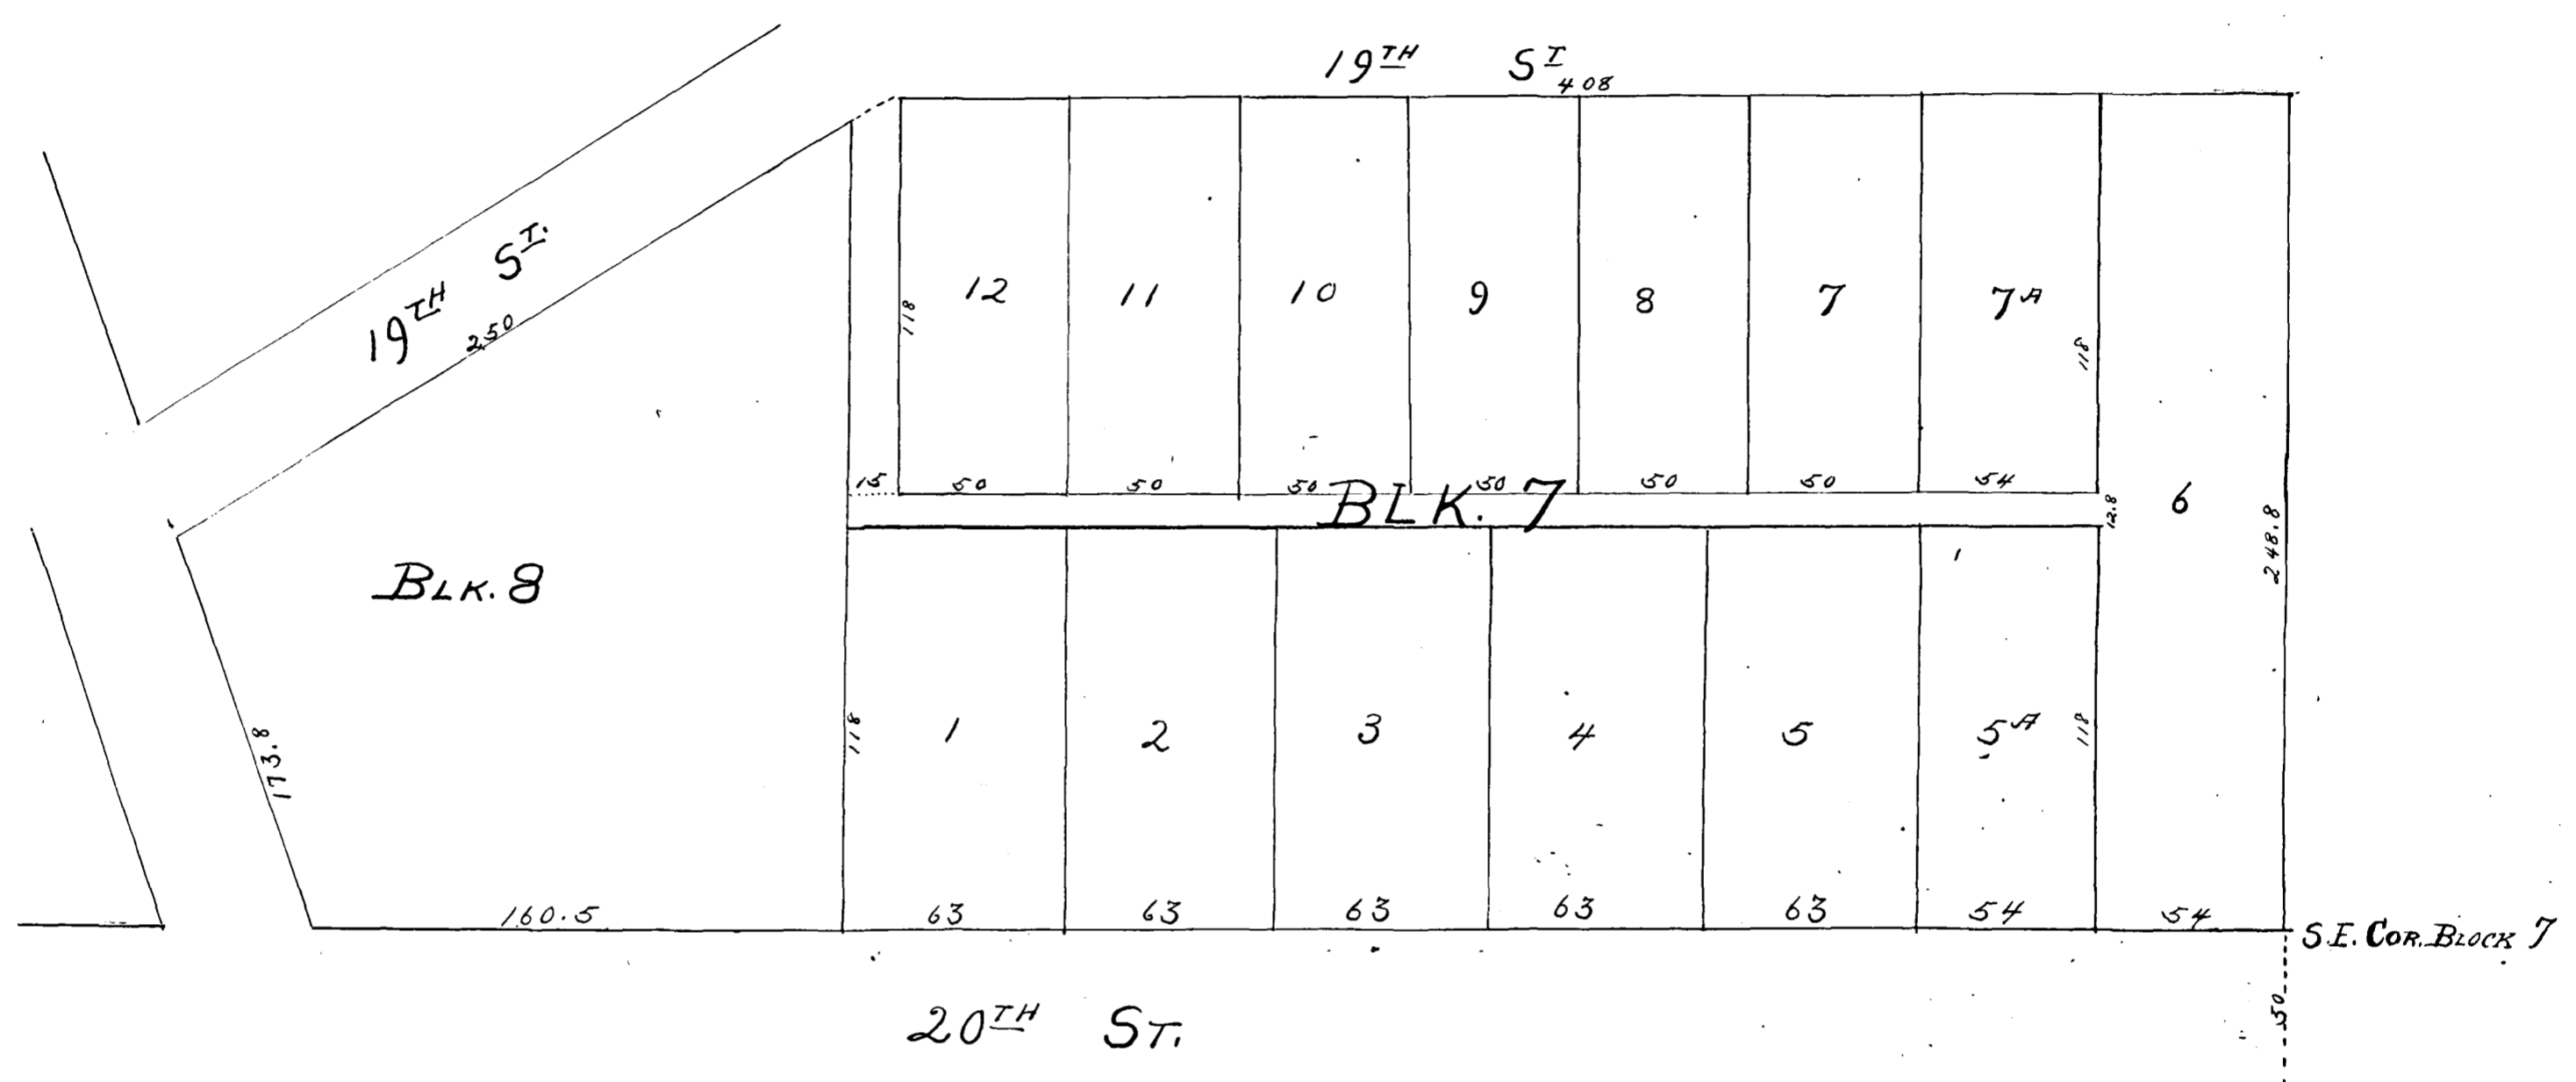 19TH ST
408
19TH ST.
250
12 11 10 9 8 7 7A
118 118
15 50 50 50 50 50 50 54
BLK. 7
12.8
6
248.8
BLK. 8
173.8
118 1 2 3 4 5 5A 118
160.5 63 63 63 63 63 54 54
S.E. COR. BLOCK 7
50
20TH ST.